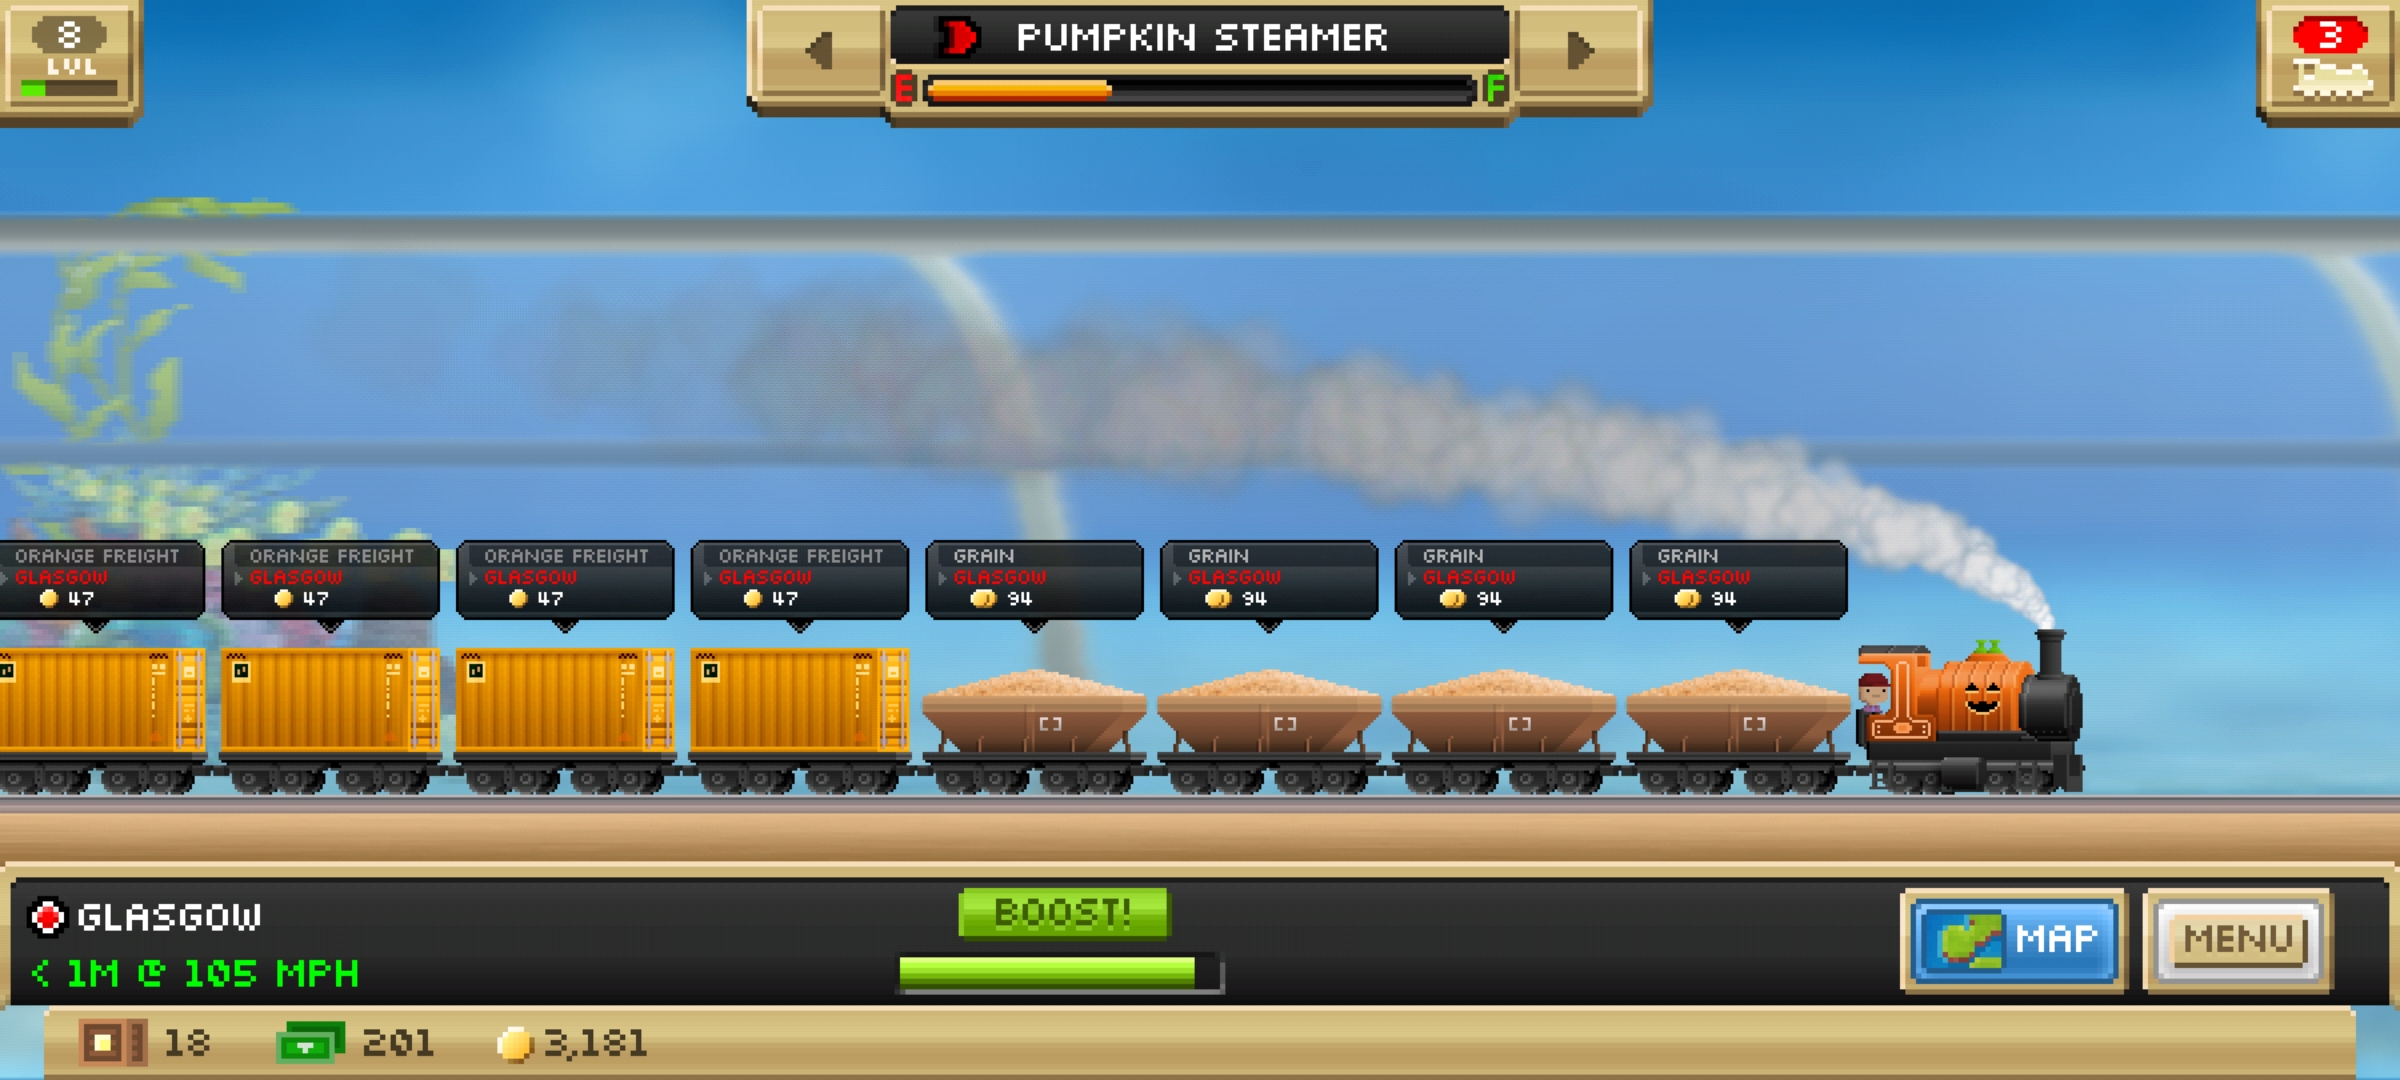 8
LVL
PUMPKIN STEAMER
E F
3
ORANGE FREIGHT
GLASGOW
47
ORANGE FREIGHT
GLASGOW
47
ORANGE FREIGHT
GLASGOW
47
ORANGE FREIGHT
GLASGOW
47
GRAIN
GLASGOW
94
GRAIN
GLASGOW
94
GRAIN
GLASGOW
94
GRAIN
GLASGOW
94
GLASGOW
< 1M @ 105 MPH
BOOST!
MAP
MENU
18
201
3,181